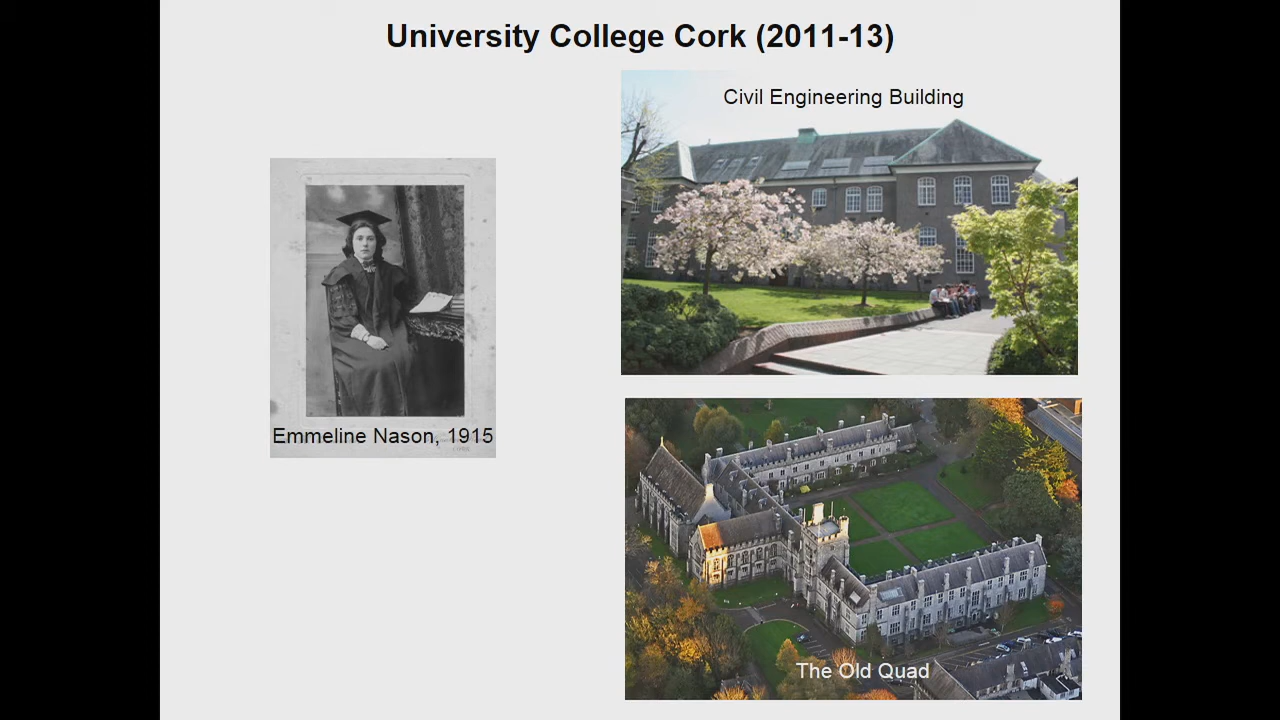 University College Cork (2011-13)
Civil Engineering Building
Emmeline Nason, 1915
The Old Quad